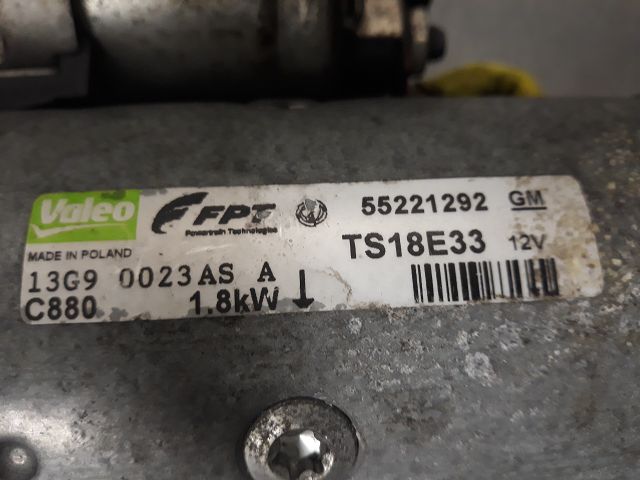 Valeo FPT 55221292 GM
Powertrain Technologies
MADE IN POLAND TS18E33 12V
13G9 0023AS A
C880 1.8kW